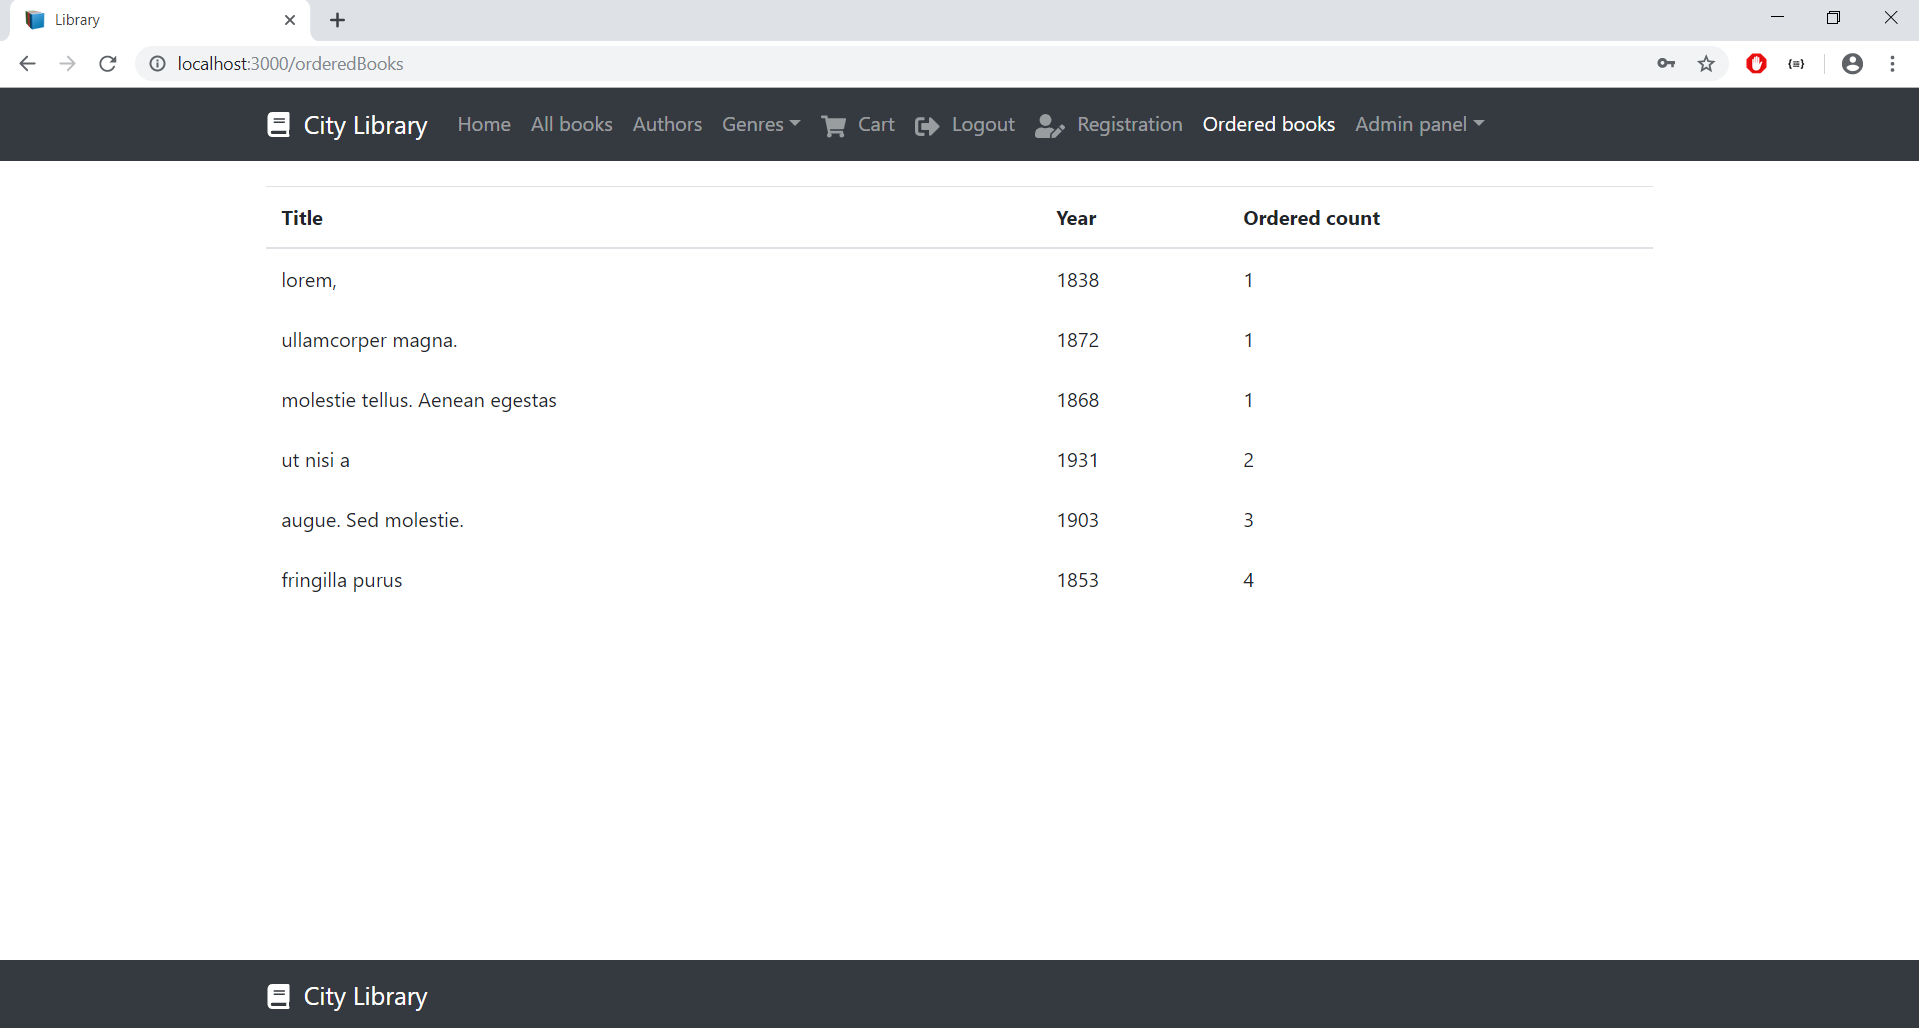 Library
localhost:3000/orderedBooks
City Library Home All books Authors Genres Cart Logout Registration Ordered books Admin panel
Title Year Ordered count
lorem, 1838 1
ullamcorper magna. 1872 1
molestie tellus. Aenean egestas 1868 1
ut nisi a 1931 2
augue. Sed molestie. 1903 3
fringilla purus 1853 4
City Library